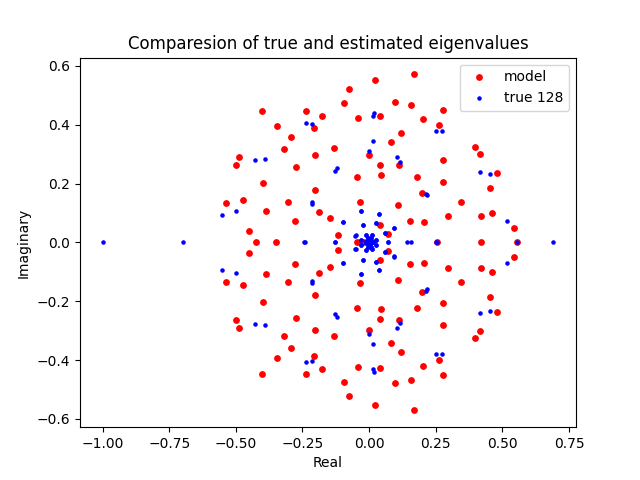 Comparesion of true and estimated eigenvalues
0.6
0.4
0.2
0.0
−0.2
−0.4
−0.6
Imaginary
model
true 128
−1.00 −0.75 −0.50 −0.25 0.00 0.25 0.50 0.75
Real